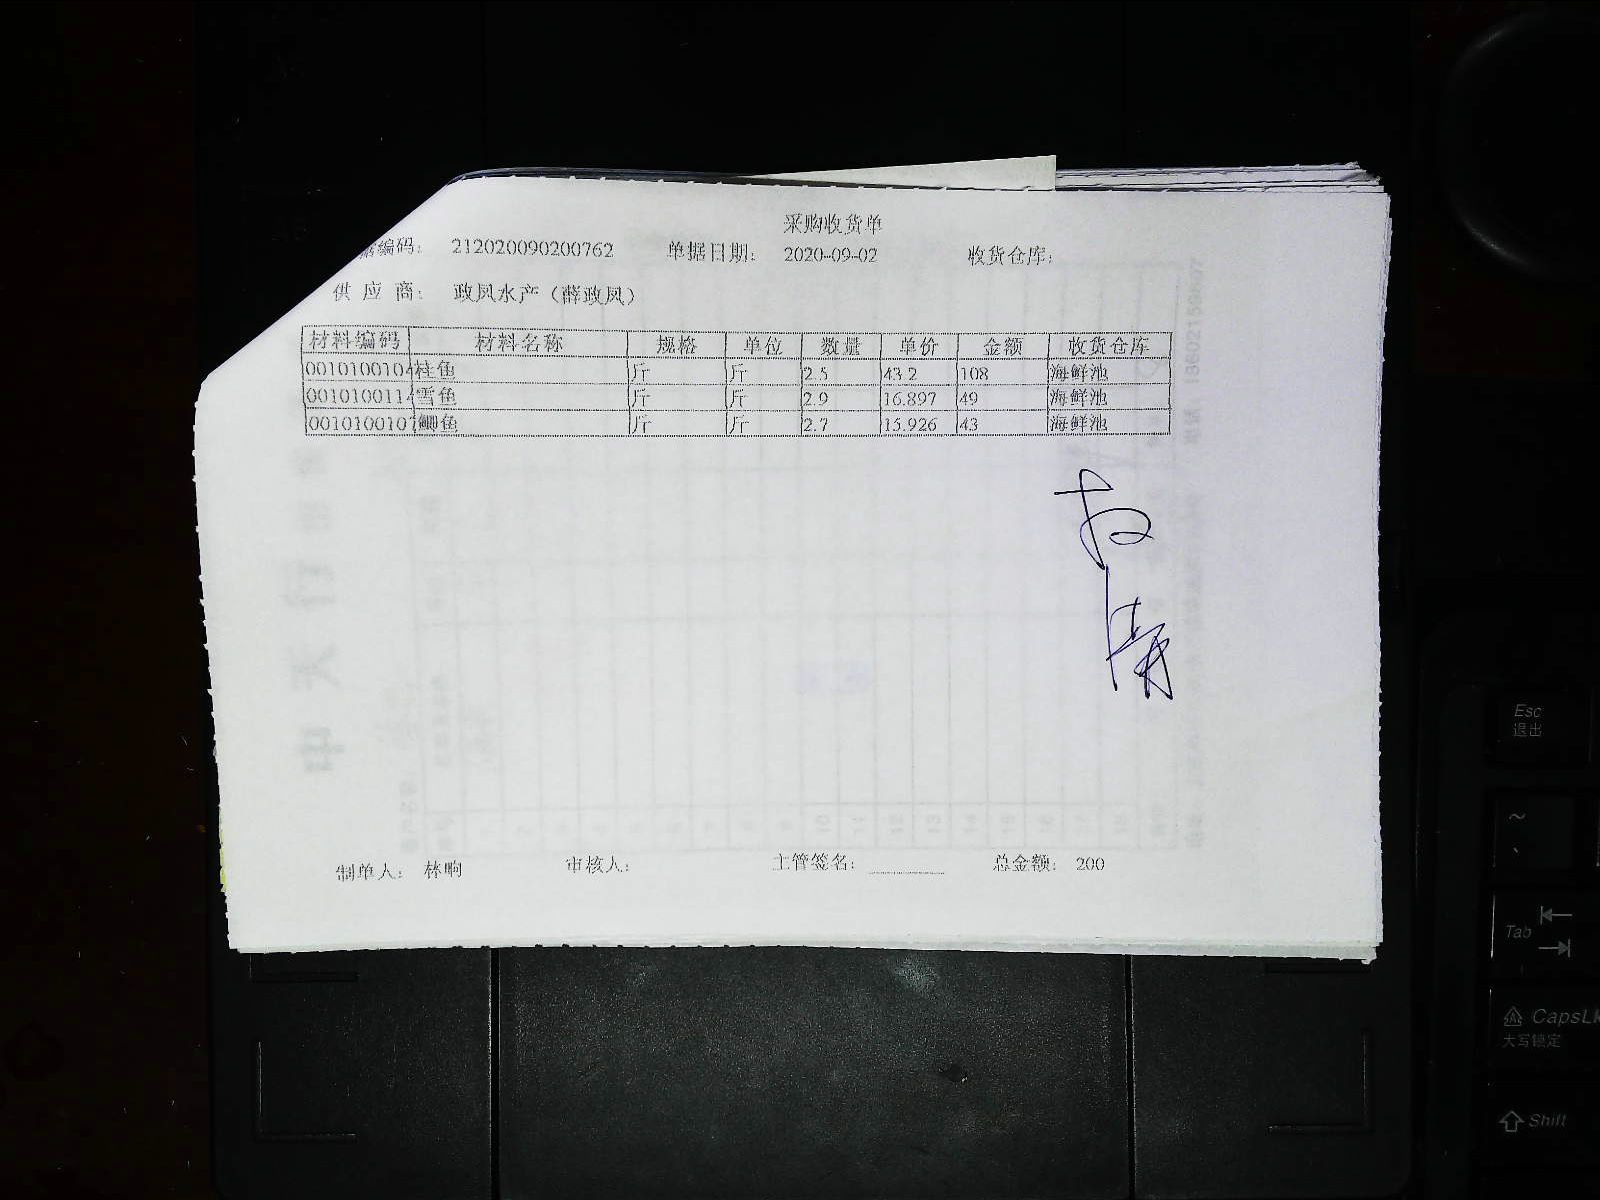 采购收货单
据编码： 212020090200762 单据日期： 2020-09-02 收货仓库：
供 应 商： 政凤水产（薛政凤）
材料编码 材料名称 规格 单位 数量 单价 金额 收货仓库
0010100104 桂鱼 斤 斤 2.5 43.2 108 海鲜池
0010100114 雪鱼 斤 斤 2.9 16.897 49 海鲜池
0010100107 鲫鱼 斤 斤 2.7 15.926 43 海鲜池
制单人： 林响 审核人： 主管签名： 总金额： 200
Esc
退出
~
Tab
CapsLk
大写锁定
Shift